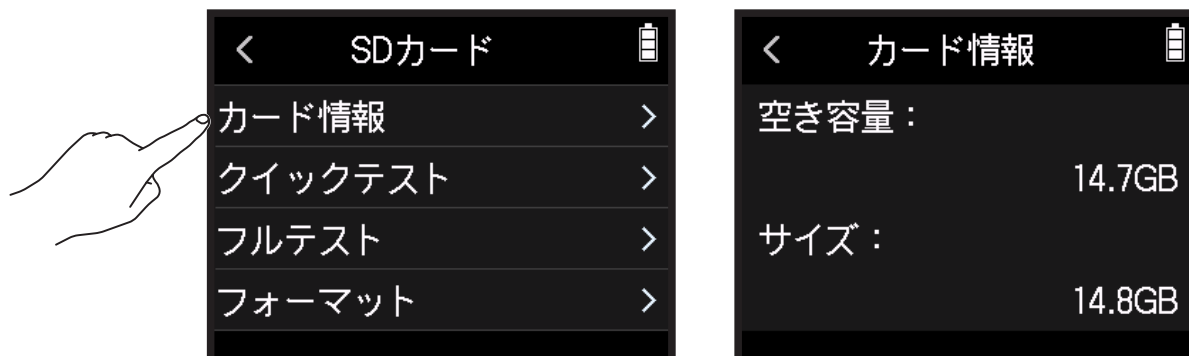 SDカード
カード情報
クイックテスト
フルテスト
フォーマット
カード情報
空き容量：
14.7GB
サイズ：
14.8GB